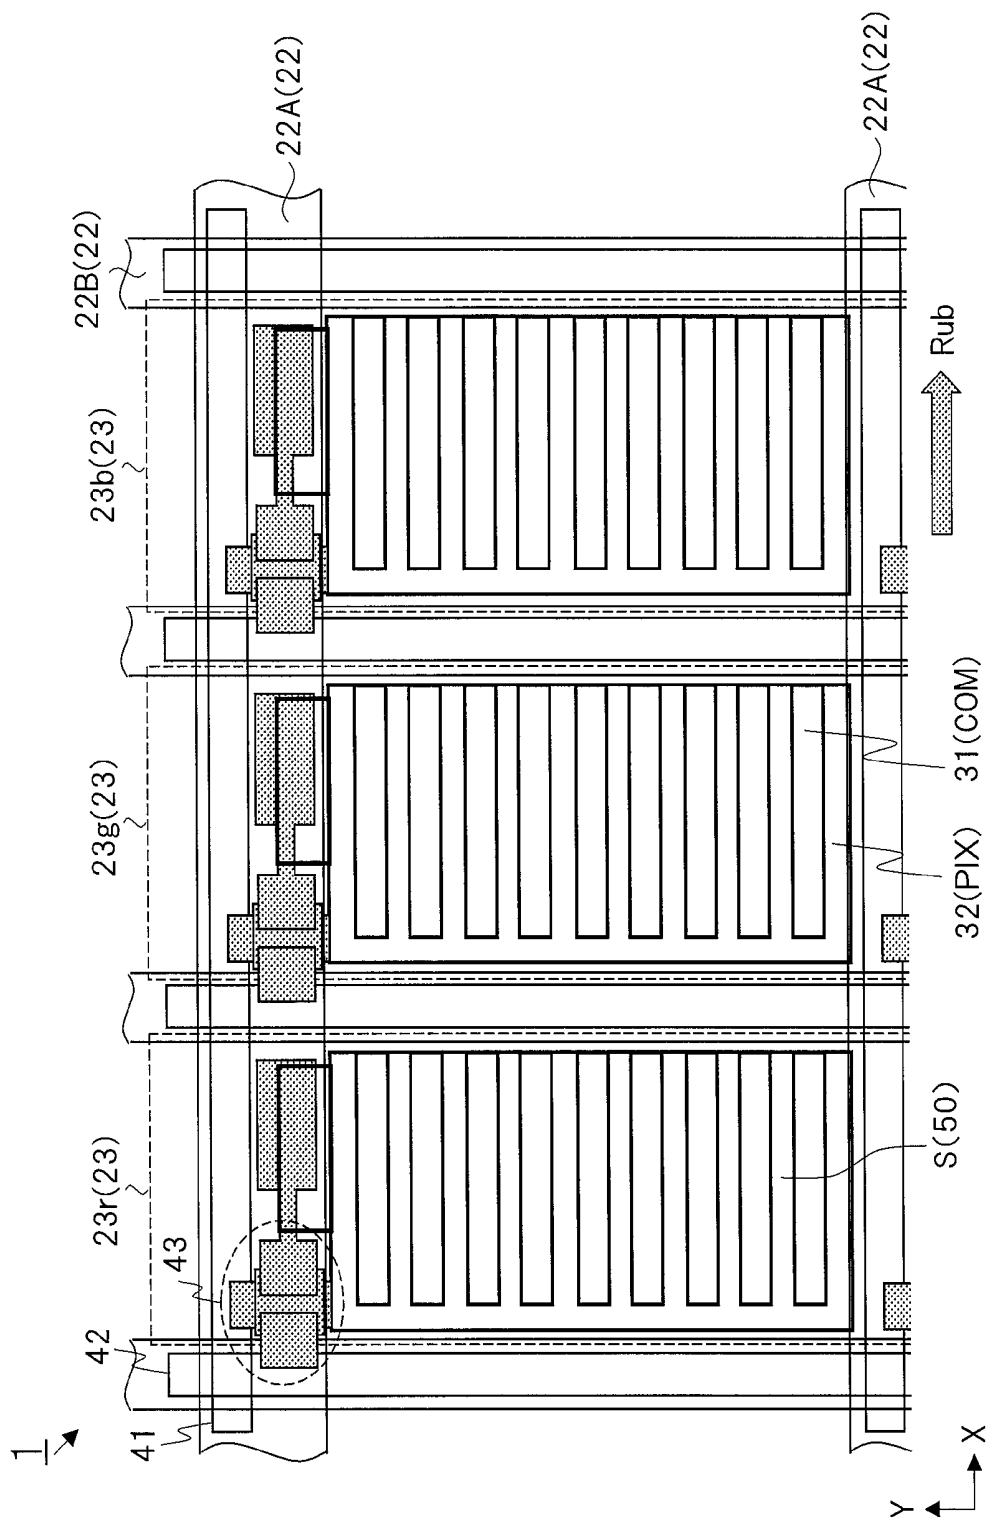 1
41
42
43
23r(23)
23g(23)
23b(23)
22B(22)
22A(22)
22A(22)
S(50)
32(PIX)
31(COM)
Rub
Y
X